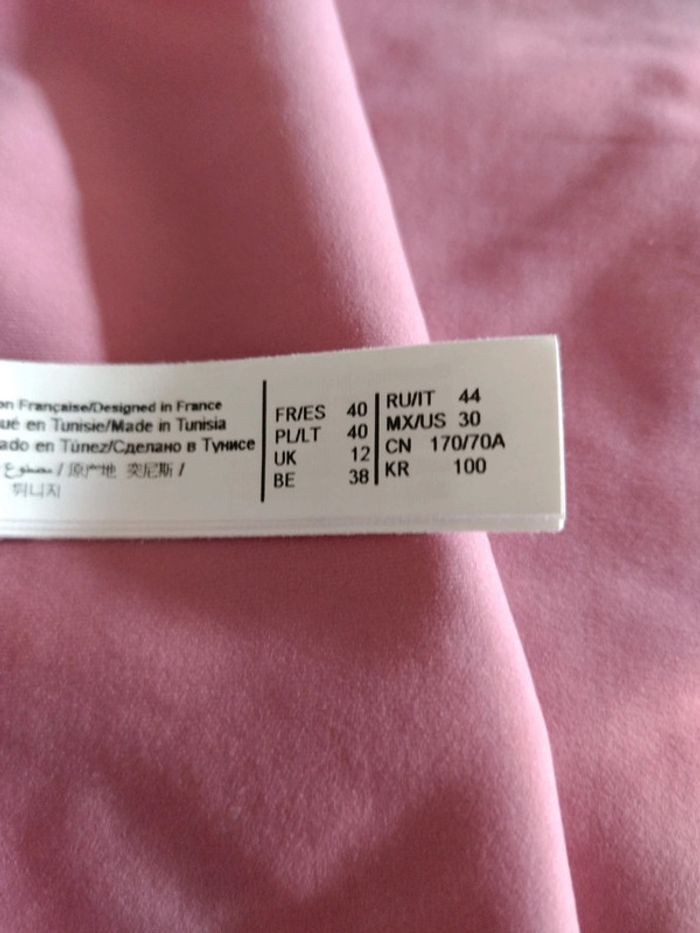 on Française/Designed in France
qué en Tunisie/Made in Tunisia
ado en Túnez/Сделано в Тунисе
/ 原产地 突尼斯 /
튀니지
FR/ES 40
PL/LT 40
UK 12
BE 38
RU/IT 44
MX/US 30
CN 170/70A
KR 100